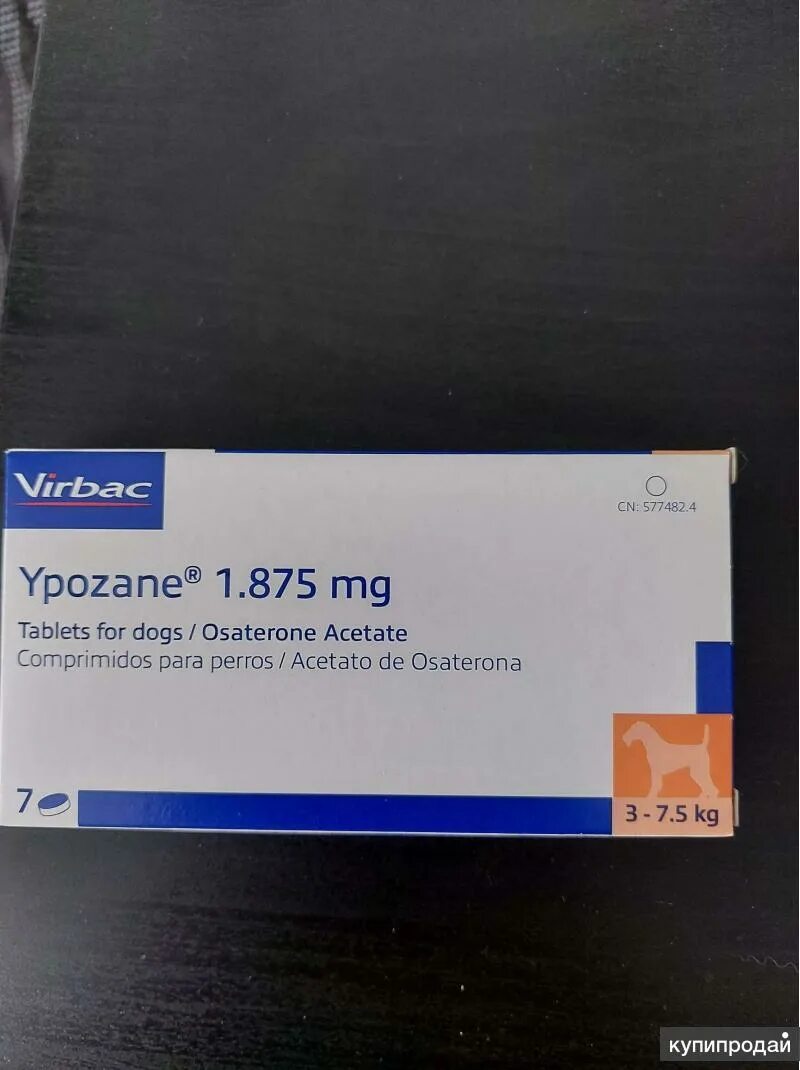 Virbac
CN: 577482.4
Ypozane® 1.875 mg
Tablets for dogs / Osaterone Acetate
Comprimidos para perros / Acetato de Osaterona
7
3 - 7.5 kg
купипродай